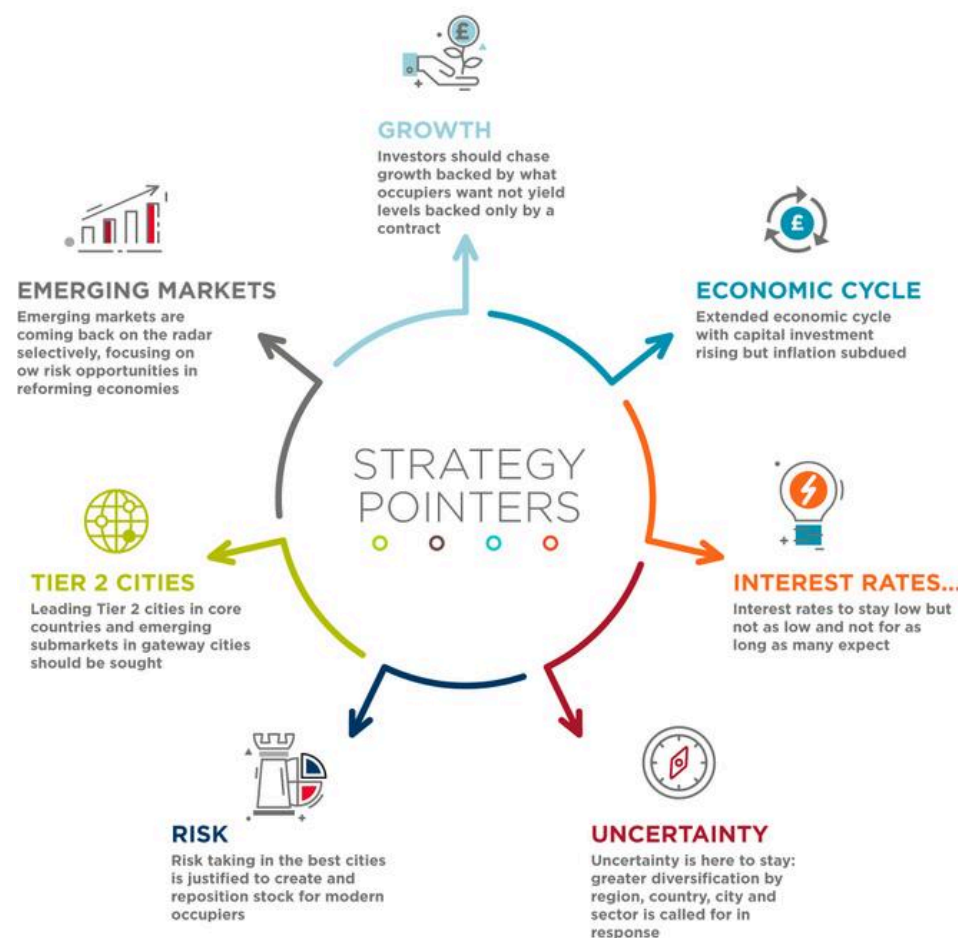 GROWTH
Investors should chase
growth backed by what
occupiers want not yield
levels backed only by a
contract
EMERGING MARKETS
Emerging markets are
coming back on the radar
selectively, focusing on
ow risk opportunities in
reforming economies
£
ECONOMIC CYCLE
Extended economic cycle
with capital investment
rising but inflation subdued
STRATEGY
POINTERS
TIER 2 CITIES
Leading Tier 2 cities in core
countries and emerging
submarkets in gateway cities
should be sought
INTEREST RATES...
Interest rates to stay low but
not as low and not for as
long as many expect
RISK
Risk taking in the best cities
is justified to create and
reposition stock for modern
occupiers
UNCERTAINTY
Uncertainty is here to stay:
greater diversification by
region, country, city and
sector is called for in
response